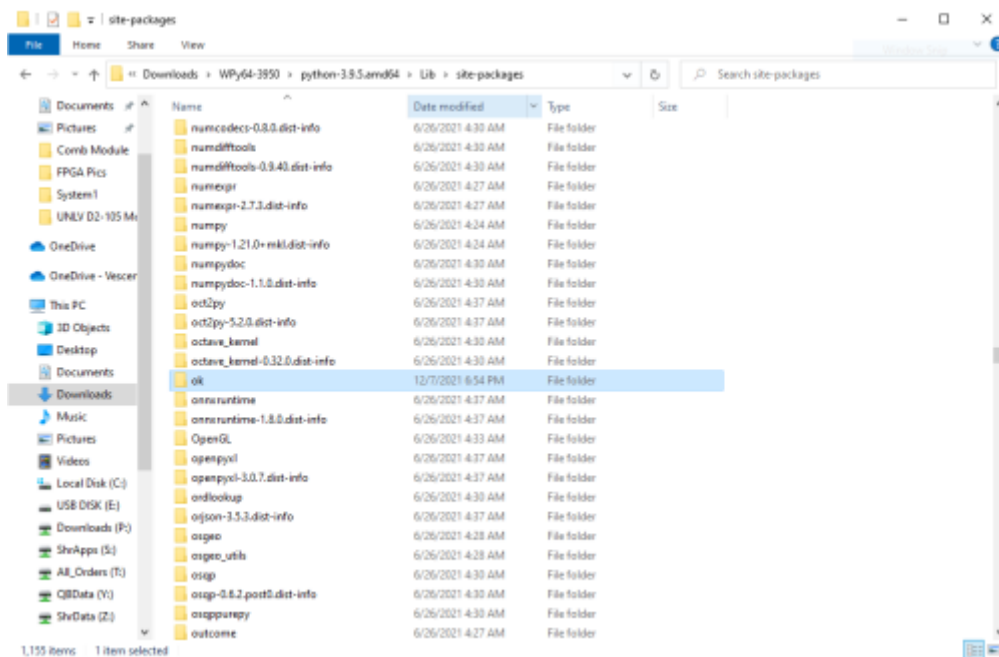 site-packages
File Home Share View
« Downloads › WPy64-3950 › python-3.9.5.amd64 › Lib › site-packages
Search site-packages
Name Date modified Type Size
Documents
Pictures
Comb Module
FPGA Pics
System1
UNLV D2-105 Mo
OneDrive
OneDrive - Vescer
This PC
3D Objects
Desktop
Documents
Downloads
Music
Pictures
Videos
Local Disk (C:)
USB DISK (E:)
Downloads (P:)
ShrApps (S:)
All_Orders (T:)
QBData (Y:)
ShrData (Z:)
numcodecs-0.8.0.dist-info 6/26/2021 4:30 AM File folder
numdifftools 6/26/2021 4:30 AM File folder
numdifftools-0.9.40.dist-info 6/26/2021 4:30 AM File folder
numexpr 6/26/2021 4:27 AM File folder
numexpr-2.7.3.dist-info 6/26/2021 4:27 AM File folder
numpy 6/26/2021 4:24 AM File folder
numpy-1.21.0+mkl.dist-info 6/26/2021 4:24 AM File folder
numpydoc 6/26/2021 4:30 AM File folder
numpydoc-1.1.0.dist-info 6/26/2021 4:30 AM File folder
oct2py 6/26/2021 4:37 AM File folder
oct2py-5.2.0.dist-info 6/26/2021 4:37 AM File folder
octave_kernel 6/26/2021 4:30 AM File folder
octave_kernel-0.32.0.dist-info 6/26/2021 4:30 AM File folder
ok 12/7/2021 6:54 PM File folder
onnxruntime 6/26/2021 4:37 AM File folder
onnxruntime-1.8.0.dist-info 6/26/2021 4:37 AM File folder
OpenGL 6/26/2021 4:33 AM File folder
openpyxl 6/26/2021 4:37 AM File folder
openpyxl-3.0.7.dist-info 6/26/2021 4:37 AM File folder
ordlookup 6/26/2021 4:30 AM File folder
orjson-3.5.3.dist-info 6/26/2021 4:37 AM File folder
osgeo 6/26/2021 4:28 AM File folder
osgeo_utils 6/26/2021 4:28 AM File folder
osqp 6/26/2021 4:30 AM File folder
osqp-0.6.2.post0.dist-info 6/26/2021 4:30 AM File folder
osqppurepy 6/26/2021 4:30 AM File folder
outcome 6/26/2021 4:27 AM File folder
1,155 items 1 item selected